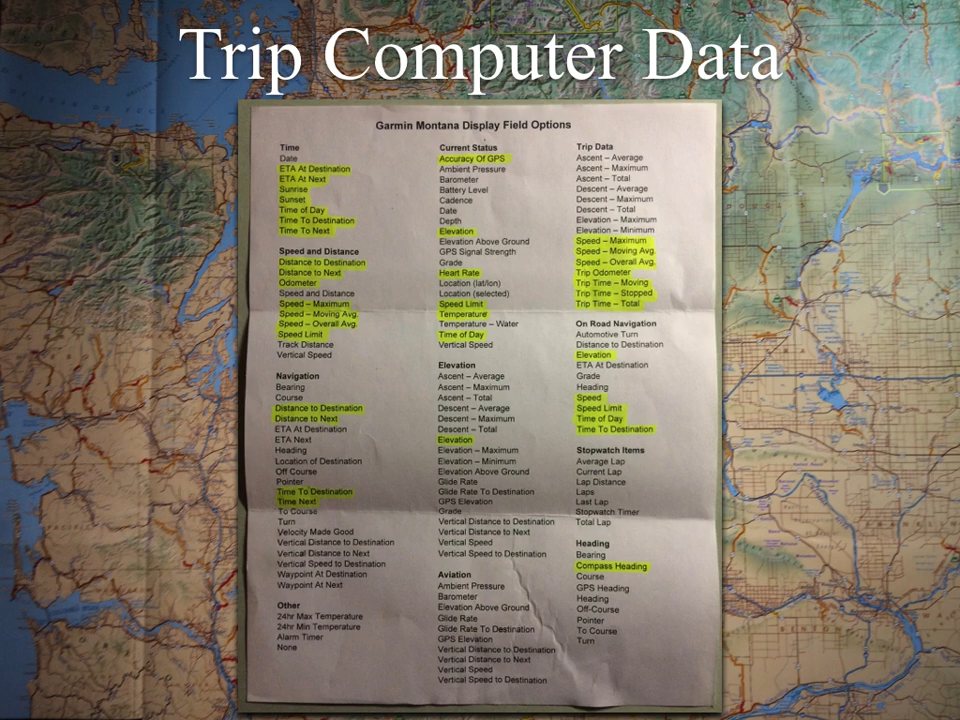 Trip Computer Data
Garmin Montana Display Field Options
Time
Date
ETA At Destination
ETA At Next
Sunrise
Sunset
Time of Day
Time To Destination
Time To Next
Speed and Distance
Distance to Destination
Distance to Next
Odometer
Speed and Distance
Speed – Maximum
Speed – Moving Avg.
Speed – Overall Avg.
Speed Limit
Track Distance
Vertical Speed
Navigation
Bearing
Course
Distance to Destination
Distance to Next
ETA At Destination
ETA Next
Heading
Location of Destination
Off Course
Pointer
Time To Destination
Time Next
To Course
Turn
Velocity Made Good
Vertical Distance to Destination
Vertical Distance to Next
Vertical Speed to Destination
Waypoint At Destination
Waypoint At Next
Other
24hr Max Temperature
24hr Min Temperature
Alarm Timer
None
Current Status
Accuracy Of GPS
Ambient Pressure
Barometer
Battery Level
Cadence
Date
Depth
Elevation
Elevation Above Ground
GPS Signal Strength
Grade
Heart Rate
Location (lat/lon)
Location (selected)
Speed Limit
Temperature
Temperature – Water
Time of Day
Vertical Speed
Elevation
Ascent – Average
Ascent – Maximum
Ascent – Total
Descent – Average
Descent – Maximum
Descent – Total
Elevation
Elevation – Maximum
Elevation – Minimum
Elevation Above Ground
Glide Rate
Glide Rate To Destination
GPS Elevation
Grade
Vertical Distance to Destination
Vertical Distance to Next
Vertical Speed
Vertical Speed to Destination
Aviation
Ambient Pressure
Barometer
Elevation Above Ground
Glide Rate
Glide Rate To Destination
GPS Elevation
Vertical Distance to Destination
Vertical Distance to Next
Vertical Speed
Vertical Speed to Destination
Trip Data
Ascent – Average
Ascent – Maximum
Ascent – Total
Descent – Average
Descent – Maximum
Descent – Total
Elevation – Maximum
Elevation – Minimum
Speed – Maximum
Speed – Moving Avg.
Speed – Overall Avg.
Trip Odometer
Trip Time – Moving
Trip Time – Stopped
Trip Time – Total
On Road Navigation
Automotive Turn
Distance to Destination
Elevation
ETA At Destination
Grade
Heading
Speed
Speed Limit
Time of Day
Time To Destination
Stopwatch Items
Average Lap
Current Lap
Lap Distance
Laps
Last Lap
Stopwatch Timer
Total Lap
Heading
Bearing
Compass Heading
Course
GPS Heading
Heading
Off-Course
Pointer
To Course
Turn